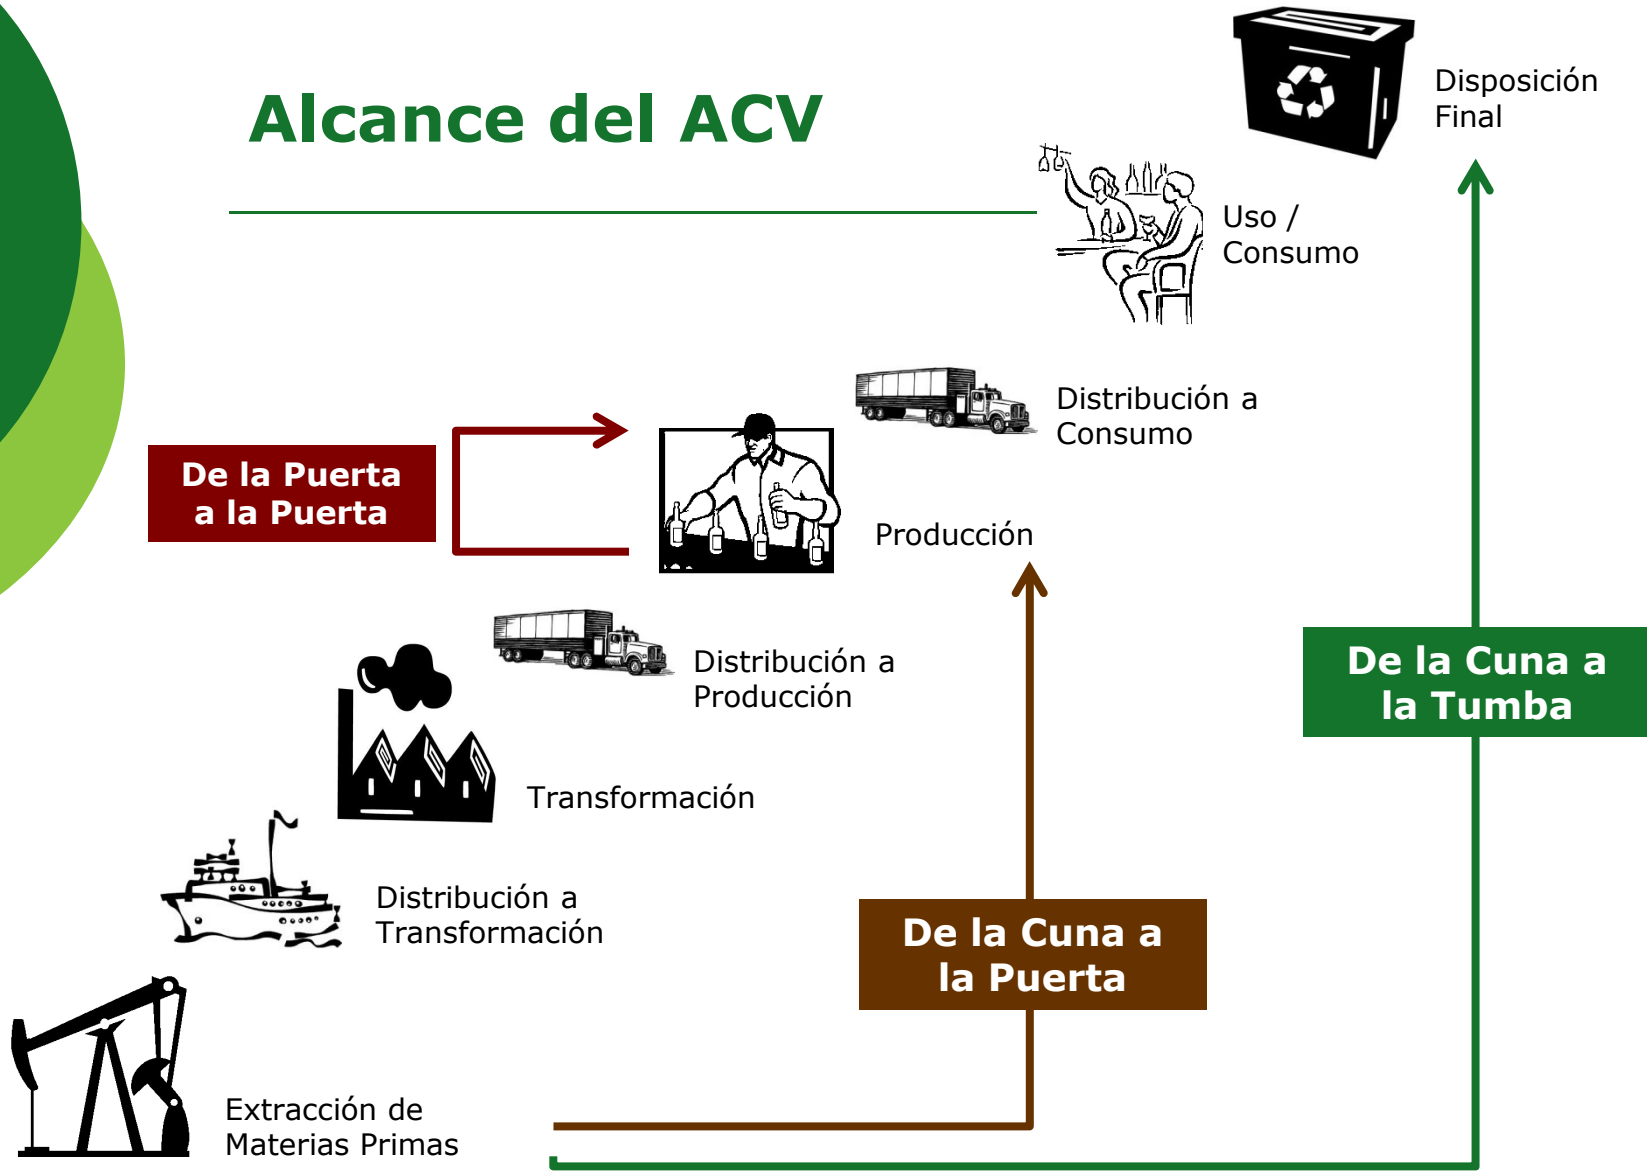 Alcance del ACV
Disposición
Final
Uso /
Consumo
Distribución a
Consumo
De la Puerta
a la Puerta
Producción
Distribución a
Producción
De la Cuna a
la Tumba
Transformación
Distribución a
Transformación
De la Cuna a
la Puerta
Extracción de
Materias Primas